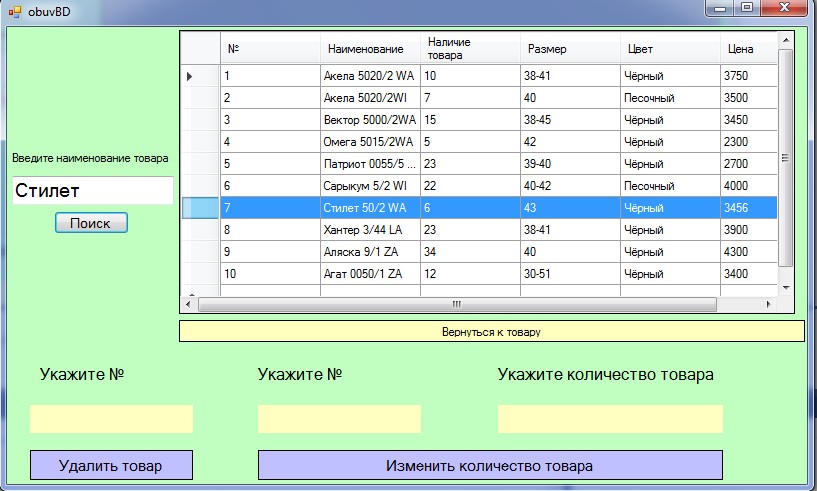 obuvBD
№ Наименование Наличие товара Размер Цвет Цена
1 Акела 5020/2 WA 10 38-41 Чёрный 3750
2 Акела 5020/2WI 7 40 Песочный 3500
3 Вектор 5000/2WA 15 38-45 Чёрный 3450
4 Омега 5015/2WA 5 42 Чёрный 2300
5 Патриот 0055/5 ... 23 39-40 Чёрный 2700
6 Сарыкум 5/2 WI 22 40-42 Песочный 4000
7 Стилет 50/2 WA 6 43 Чёрный 3456
8 Хантер 3/44 LA 23 38-41 Чёрный 3900
9 Аляска 9/1 ZA 34 40 Чёрный 4300
10 Агат 0050/1 ZA 12 30-51 Чёрный 3400
Введите наименование товара
Стилет
Поиск
Вернуться к товару
Укажите № Укажите № Укажите количество товара
Удалить товар Изменить количество товара